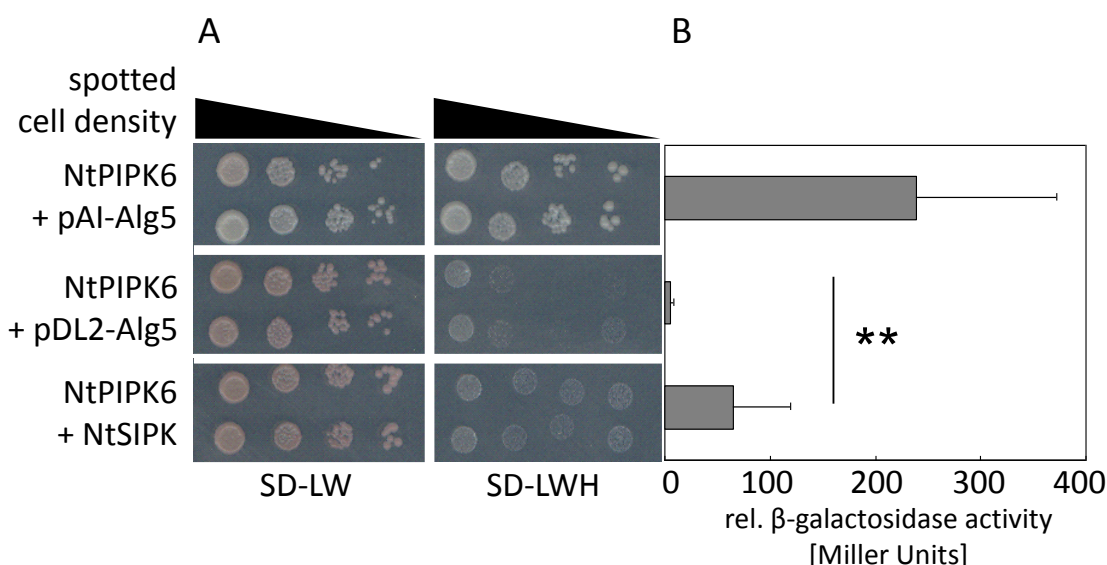 A
B
spotted
cell density
NtPIPK6
+ pAI-Alg5
NtPIPK6
+ pDL2-Alg5
NtPIPK6
+ NtSIPK
**
SD-LW
SD-LWH
0 100 200 300 400
rel. β-galactosidase activity
[Miller Units]